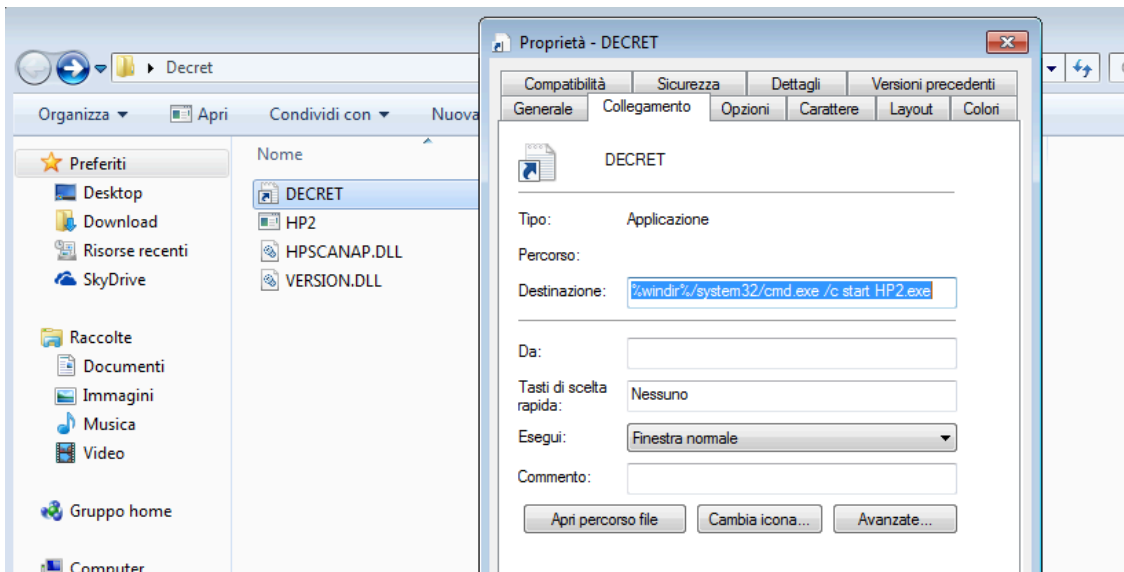 Decret
Organizza
Apri
Condividi con
Nuova
Preferiti
Desktop
Download
Risorse recenti
SkyDrive
Raccolte
Documenti
Immagini
Musica
Video
Gruppo home
Computer
Nome
DECRET
HP2
HPSCANAP.DLL
VERSION.DLL
Proprietà - DECRET
Compatibilità Sicurezza Dettagli Versioni precedenti
Generale Collegamento Opzioni Carattere Layout Colori
DECRET
Tipo: Applicazione
Percorso:
Destinazione: %windir%/system32/cmd.exe /c start HP2.exe
Da:
Tasti di scelta
rapida: Nessuno
Esegui: Finestra normale
Commento:
Apri percorso file Cambia icona... Avanzate...